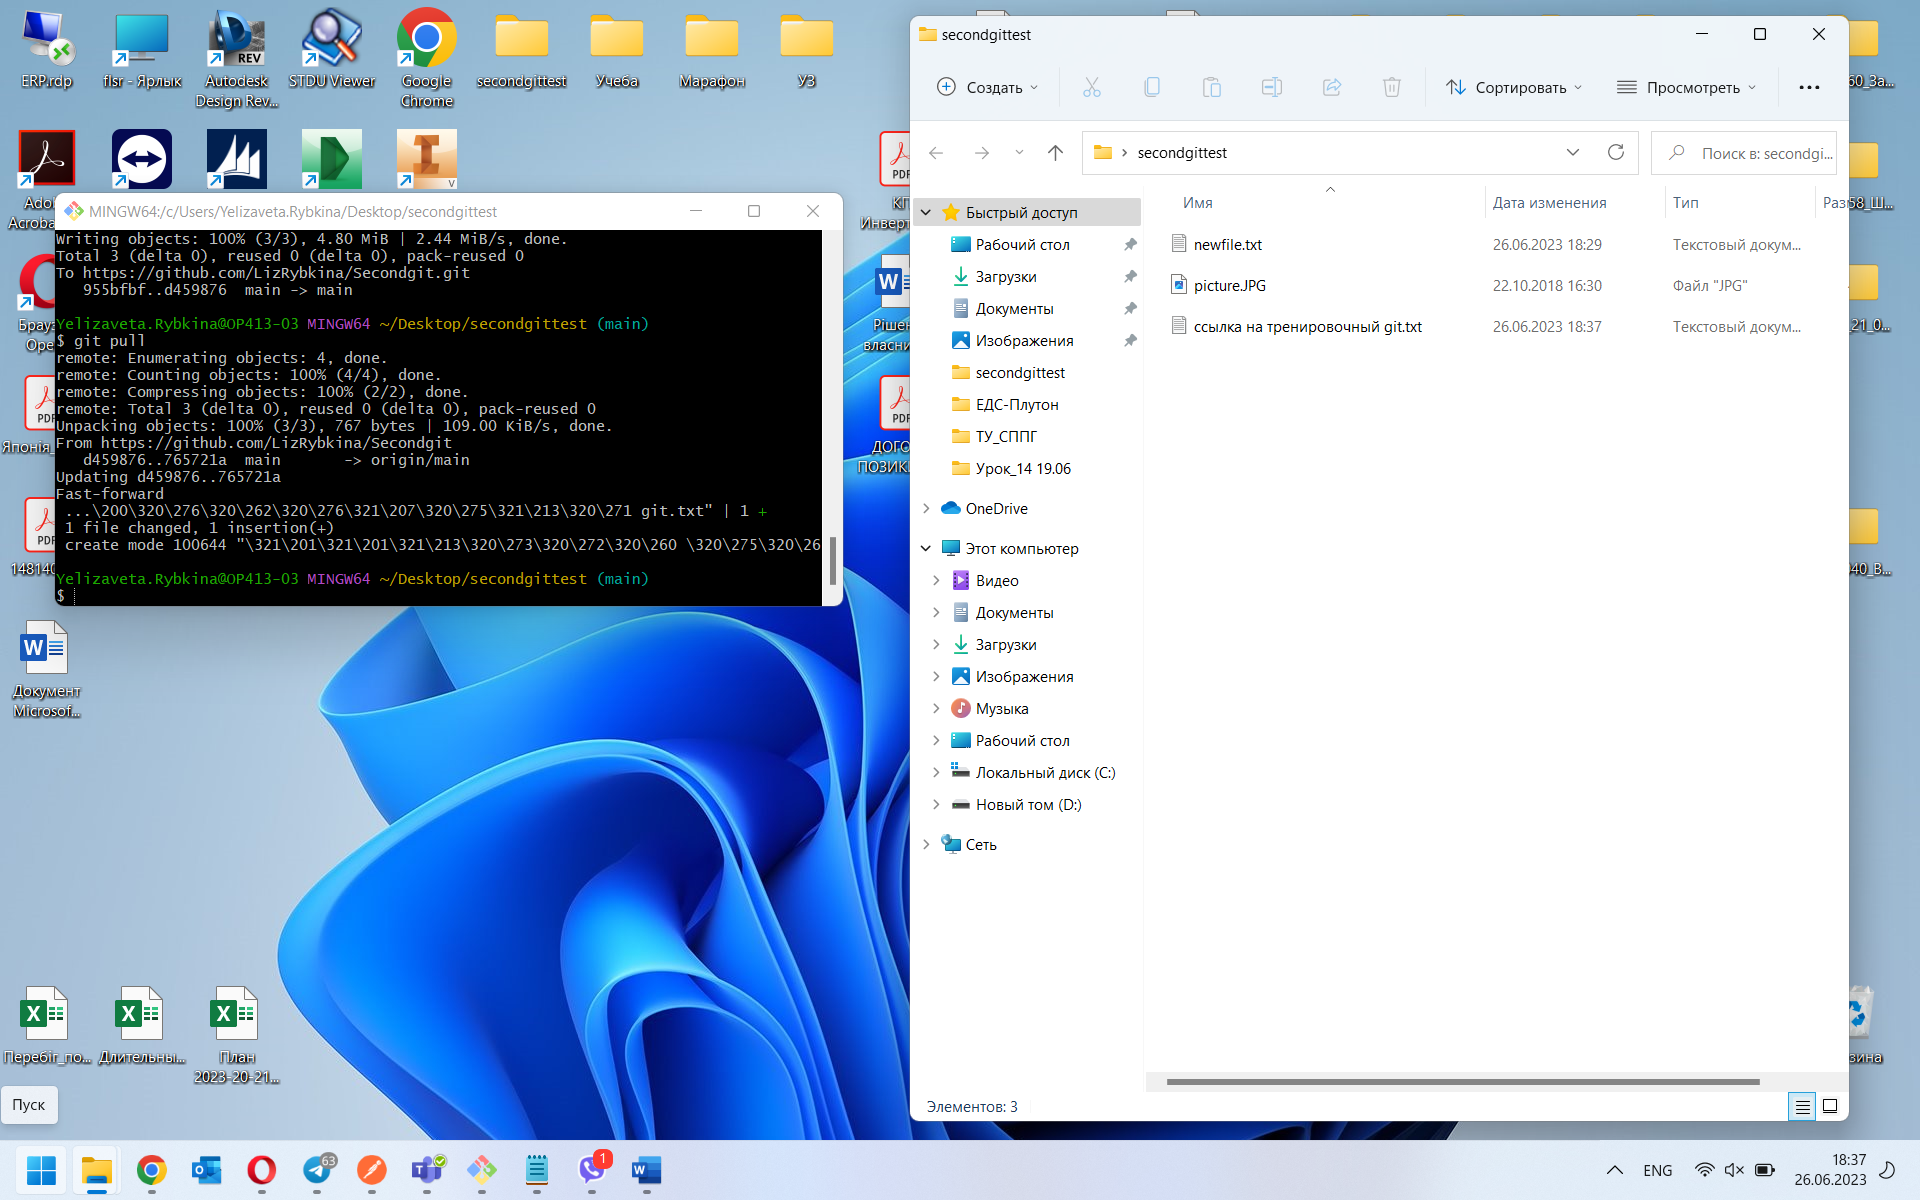 ERP.rdp
flsr - Ярлык
Autodesk
Design Rev...
STDU Viewer
Google
Chrome
secondgittest
Учеба
Марафон
УЗ
REV
PDF
MINGW64:/c/Users/Yelizaveta.Rybkina/Desktop/secondgittest
Writing objects: 100% (3/3), 4.80 MiB | 2.44 MiB/s, done.
Total 3 (delta 0), reused 0 (delta 0), pack-reused 0
To https://github.com/LizRybkina/Secondgit.git
   955bfbf..d459876  main -> main
Yelizaveta.Rybkina@OP413-03 MINGW64 ~/Desktop/secondgittest (main)
$ git pull
remote: Enumerating objects: 4, done.
remote: Counting objects: 100% (4/4), done.
remote: Compressing objects: 100% (2/2), done.
remote: Total 3 (delta 0), reused 0 (delta 0), pack-reused 0
Unpacking objects: 100% (3/3), 767 bytes | 109.00 KiB/s, done.
From https://github.com/LizRybkina/Secondgit
   d459876..765721a  main       -> origin/main
Updating d459876..765721a
Fast-forward
 ...\200\320\276\320\262\320\276\321\207\320\275\321\213\320\271 git.txt" | 1 +
 1 file changed, 1 insertion(+)
 create mode 100644 "\321\201\321\201\321\213\320\273\320\272\320\260 \320\275\320\26
Yelizaveta.Rybkina@OP413-03 MINGW64 ~/Desktop/secondgittest (main)
$
Документ
Microsof...
Перебіг_по...
Длительны...
План
2023-20-21...
Пуск
secondgittest
Создать
Сортировать
Просмотреть
secondgittest
Поиск в: secondgi...
Имя
Дата изменения
Тип
Раз
newfile.txt
26.06.2023 18:29
Текстовый докум...
picture.JPG
22.10.2018 16:30
Файл "JPG"
ссылка на тренировочный git.txt
26.06.2023 18:37
Текстовый докум...
Быстрый доступ
Рабочий стол
Загрузки
Документы
Изображения
secondgittest
ЕДС-Плутон
ТУ_СППГ
Урок_14 19.06
OneDrive
Этот компьютер
Видео
Документы
Загрузки
Изображения
Музыка
Рабочий стол
Локальный диск (C:)
Новый том (D:)
Сеть
Элементов: 3
63
1
ENG
18:37
26.06.2023